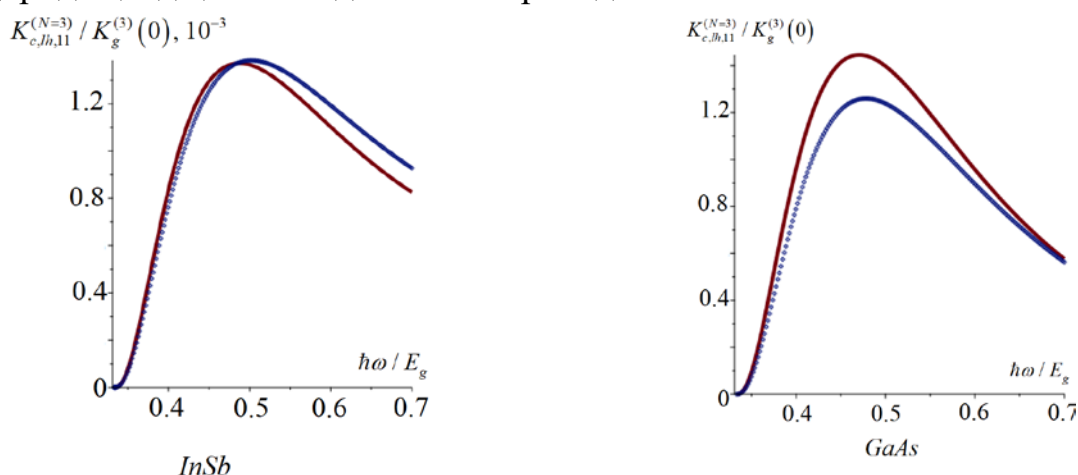 K_{c,lh,11}^{(N=3)} / K_g^{(3)}(0), 10^{-3}
1.2
0.8
0.4
0
ħω / E_g
0.4 0.5 0.6 0.7
InSb
K_{c,lh,11}^{(N=3)} / K_g^{(3)}(0)
1.2
0.8
0.4
0
ħω / E_g
0.4 0.5 0.6 0.7
GaAs